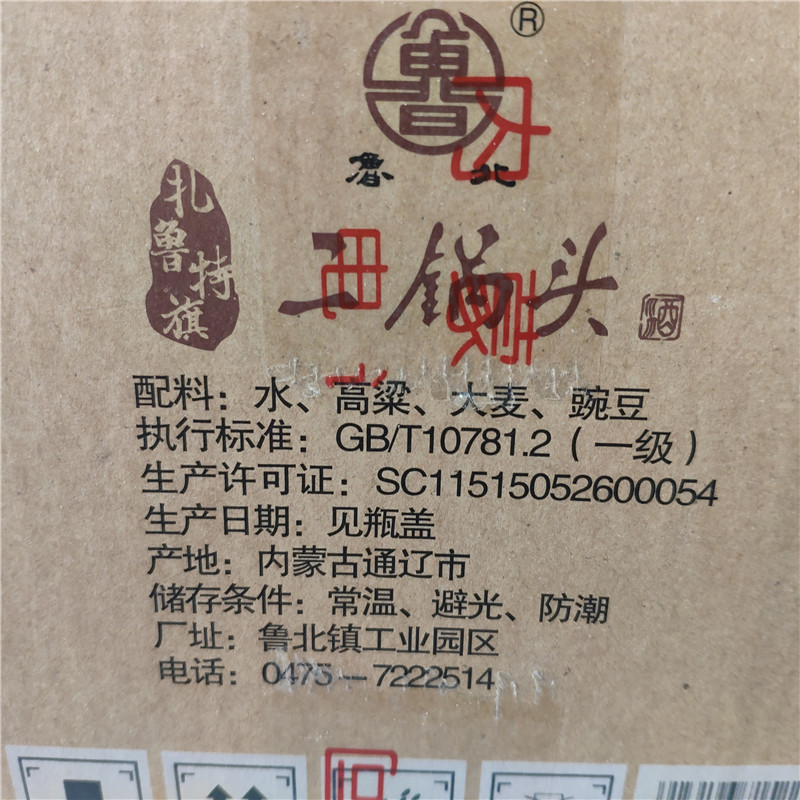 ®
鲁北
扎鲁特旗
二锅头
酒
配料：水、高粱、大麦、豌豆
执行标准：GB/T10781.2（一级）
生产许可证：SC11515052600054
生产日期：见瓶盖
产地：内蒙古通辽市
储存条件：常温、避光、防潮
厂址：鲁北镇工业园区
电话：0475—7222514